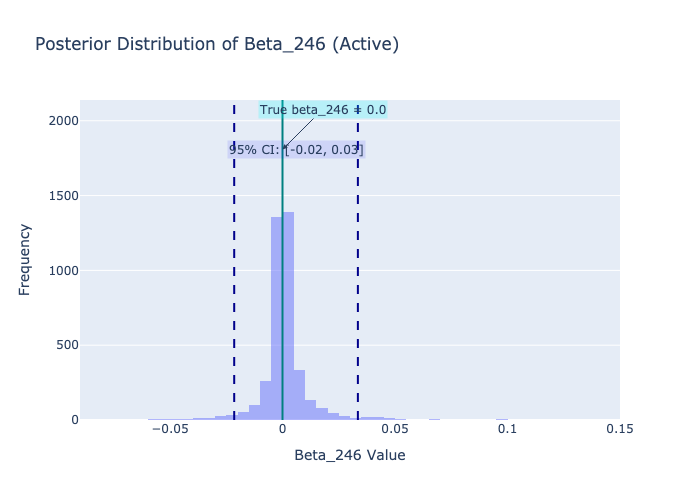 Posterior Distribution of Beta_246 (Active)
True beta_246 = 0.0
95% CI: [-0.02, 0.03]
2000
1500
1000
500
0
Frequency
−0.05
0
0.05
0.1
0.15
Beta_246 Value